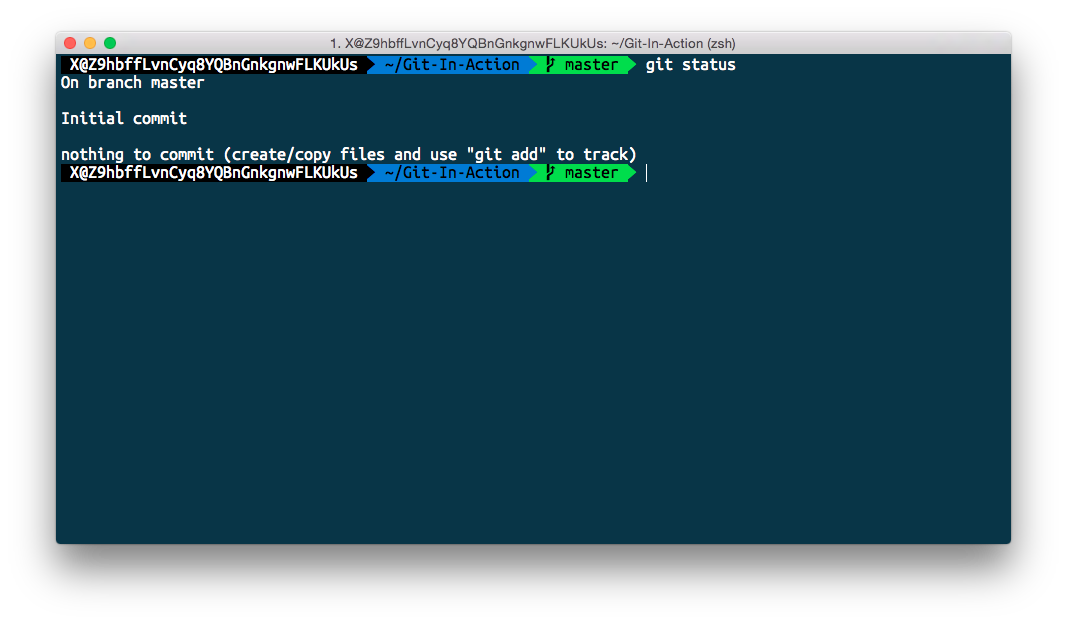 1. X@Z9hbffLvnCyq8YQBnGnkgnwFLKUkUs: ~/Git-In-Action (zsh)
X@Z9hbffLvnCyq8YQBnGnkgnwFLKUkUs ~/Git-In-Action master git status
On branch master
Initial commit
nothing to commit (create/copy files and use "git add" to track)
X@Z9hbffLvnCyq8YQBnGnkgnwFLKUkUs ~/Git-In-Action master